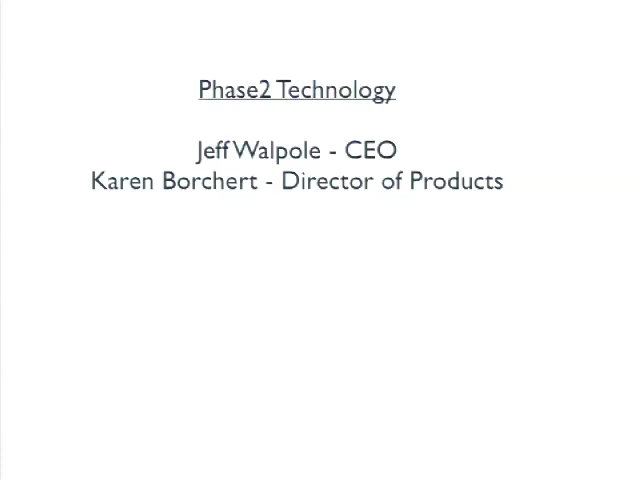 Phase2 Technology
Jeff Walpole - CEO
Karen Borchert - Director of Products